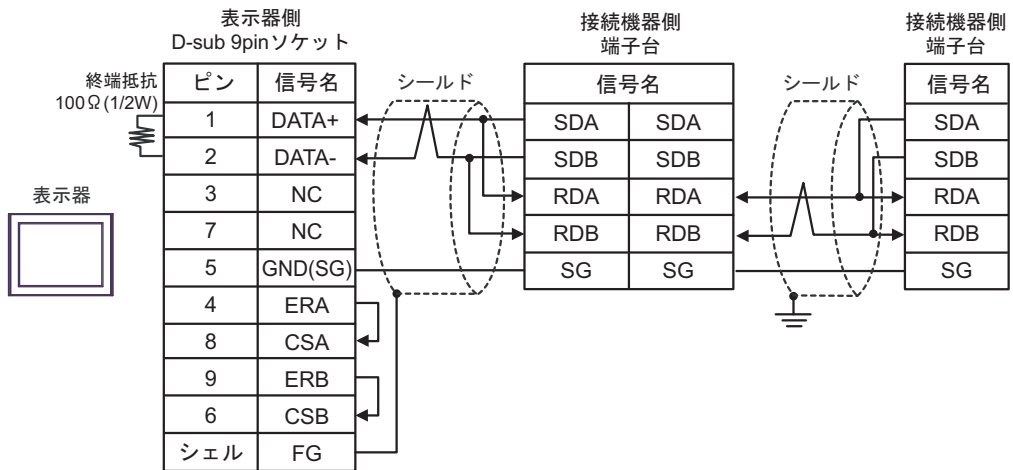 表示器側
D-sub 9pinソケット
終端抵抗
100Ω(1/2W)
ピン 信号名
1 DATA+
2 DATA-
3 NC
7 NC
5 GND(SG)
4 ERA
8 CSA
9 ERB
6 CSB
シェル FG
表示器
シールド
接続機器側
端子台
信号名
SDA SDA
SDB SDB
RDA RDA
RDB RDB
SG SG
シールド
接続機器側
端子台
信号名
SDA
SDB
RDA
RDB
SG